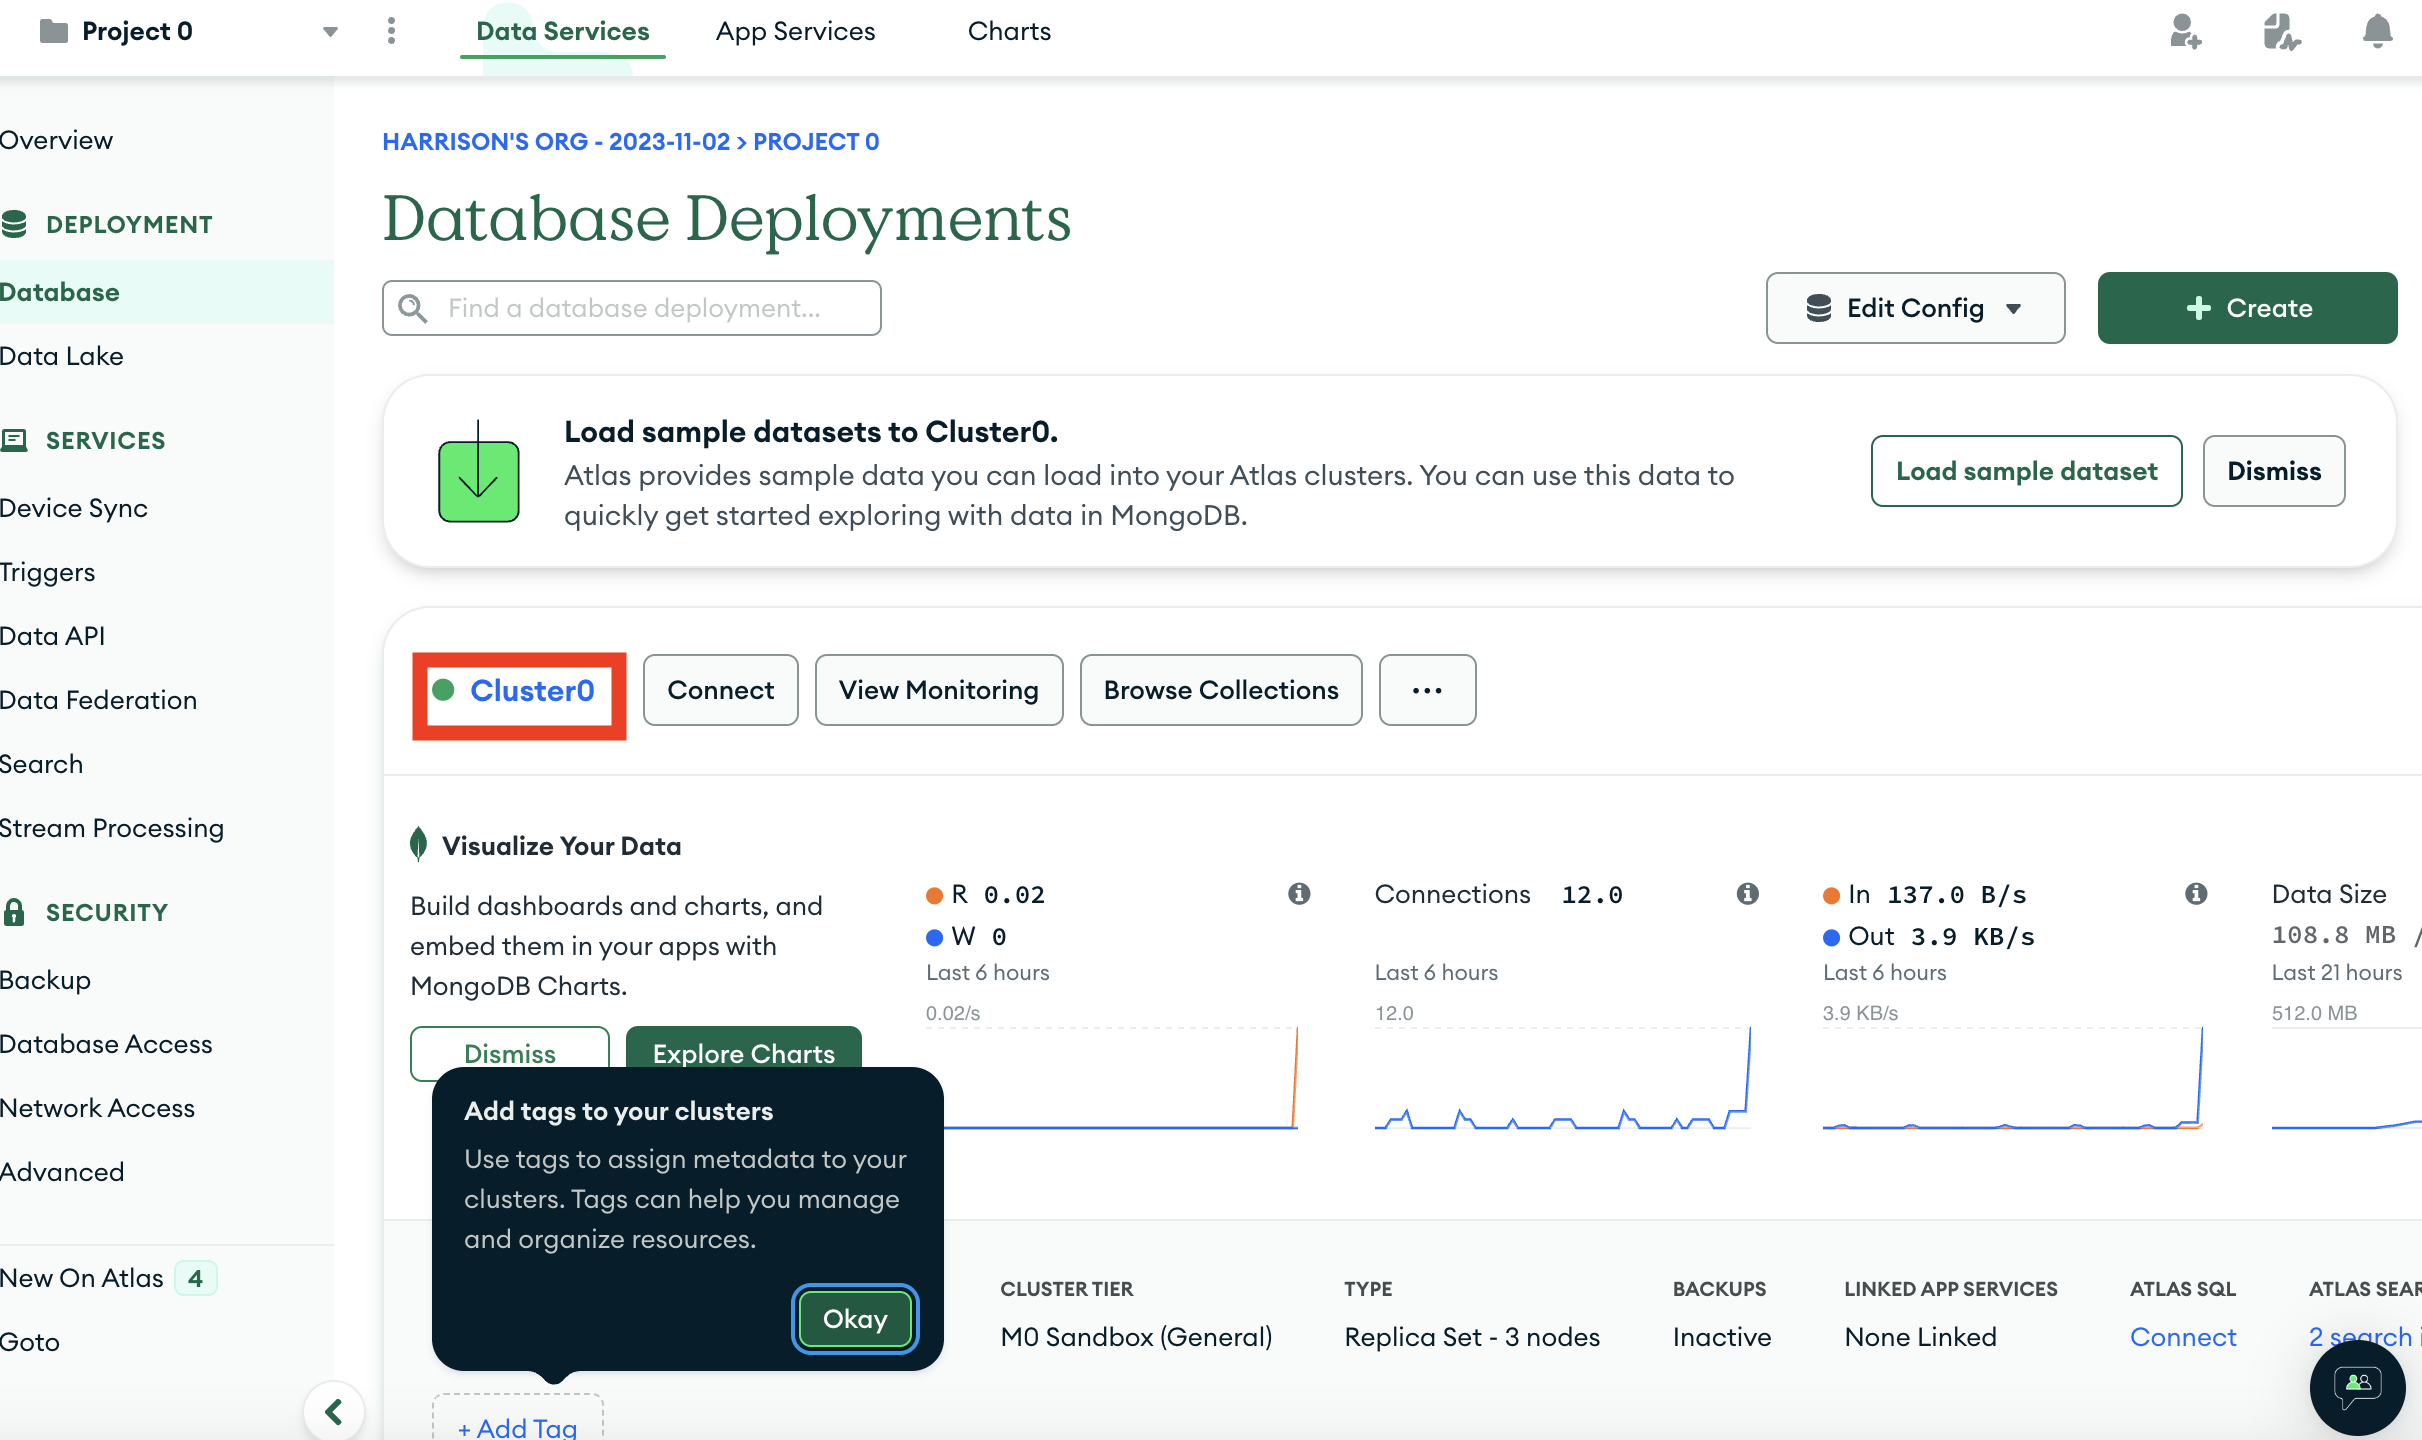 Project 0
Data Services
App Services
Charts
Overview
DEPLOYMENT
Database
Data Lake
SERVICES
Device Sync
Triggers
Data API
Data Federation
Search
Stream Processing
SECURITY
Backup
Database Access
Network Access
Advanced
New On Atlas 4
Goto
HARRISON'S ORG - 2023-11-02 > PROJECT 0
Database Deployments
Find a database deployment...
Edit Config
+ Create
Load sample datasets to Cluster0.
Atlas provides sample data you can load into your Atlas clusters. You can use this data to
quickly get started exploring with data in MongoDB.
Load sample dataset
Dismiss
Cluster0
Connect
View Monitoring
Browse Collections
...
Visualize Your Data
Build dashboards and charts, and
embed them in your apps with
MongoDB Charts.
Dismiss
Explore Charts
R 0.02
W 0
Last 6 hours
0.02/s
Connections 12.0
Last 6 hours
12.0
In 137.0 B/s
Out 3.9 KB/s
Last 6 hours
3.9 KB/s
Data Size
108.8 MB /
Last 21 hours
512.0 MB
Add tags to your clusters
Use tags to assign metadata to your
clusters. Tags can help you manage
and organize resources.
Okay
+ Add Tag
CLUSTER TIER
M0 Sandbox (General)
TYPE
Replica Set - 3 nodes
BACKUPS
Inactive
LINKED APP SERVICES
None Linked
ATLAS SQL
Connect
ATLAS SEAR
2 search i